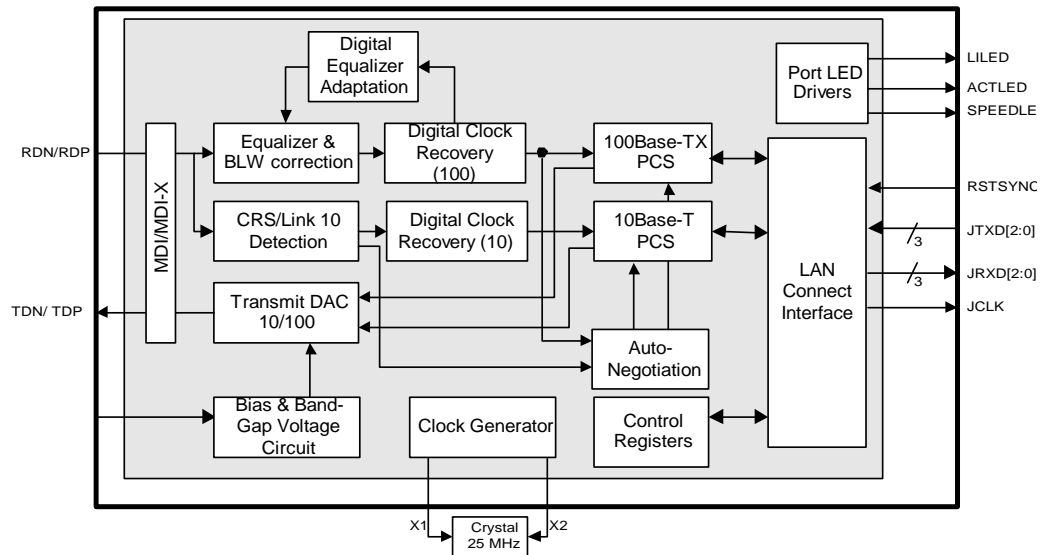 Digital
Equalizer
Adaptation
Port LED
Drivers
LILED
ACTLED
SPEEDLE
RDN/RDP
MDI/MDI-X
Equalizer &
BLW correction
Digital Clock
Recovery
(100)
100Base-TX
PCS
RSTSYNC
CRS/Link 10
Detection
Digital Clock
Recovery (10)
10Base-T
PCS
3
JTXD[2:0]
LAN
Connect
Interface
3
JRXD[2:0]
JCLK
TDN/ TDP
Transmit DAC
10/100
Auto-
Negotiation
Bias & Band-
Gap Voltage
Circuit
Clock Generator
Control
Registers
X1
X2
Crystal
25 MHz